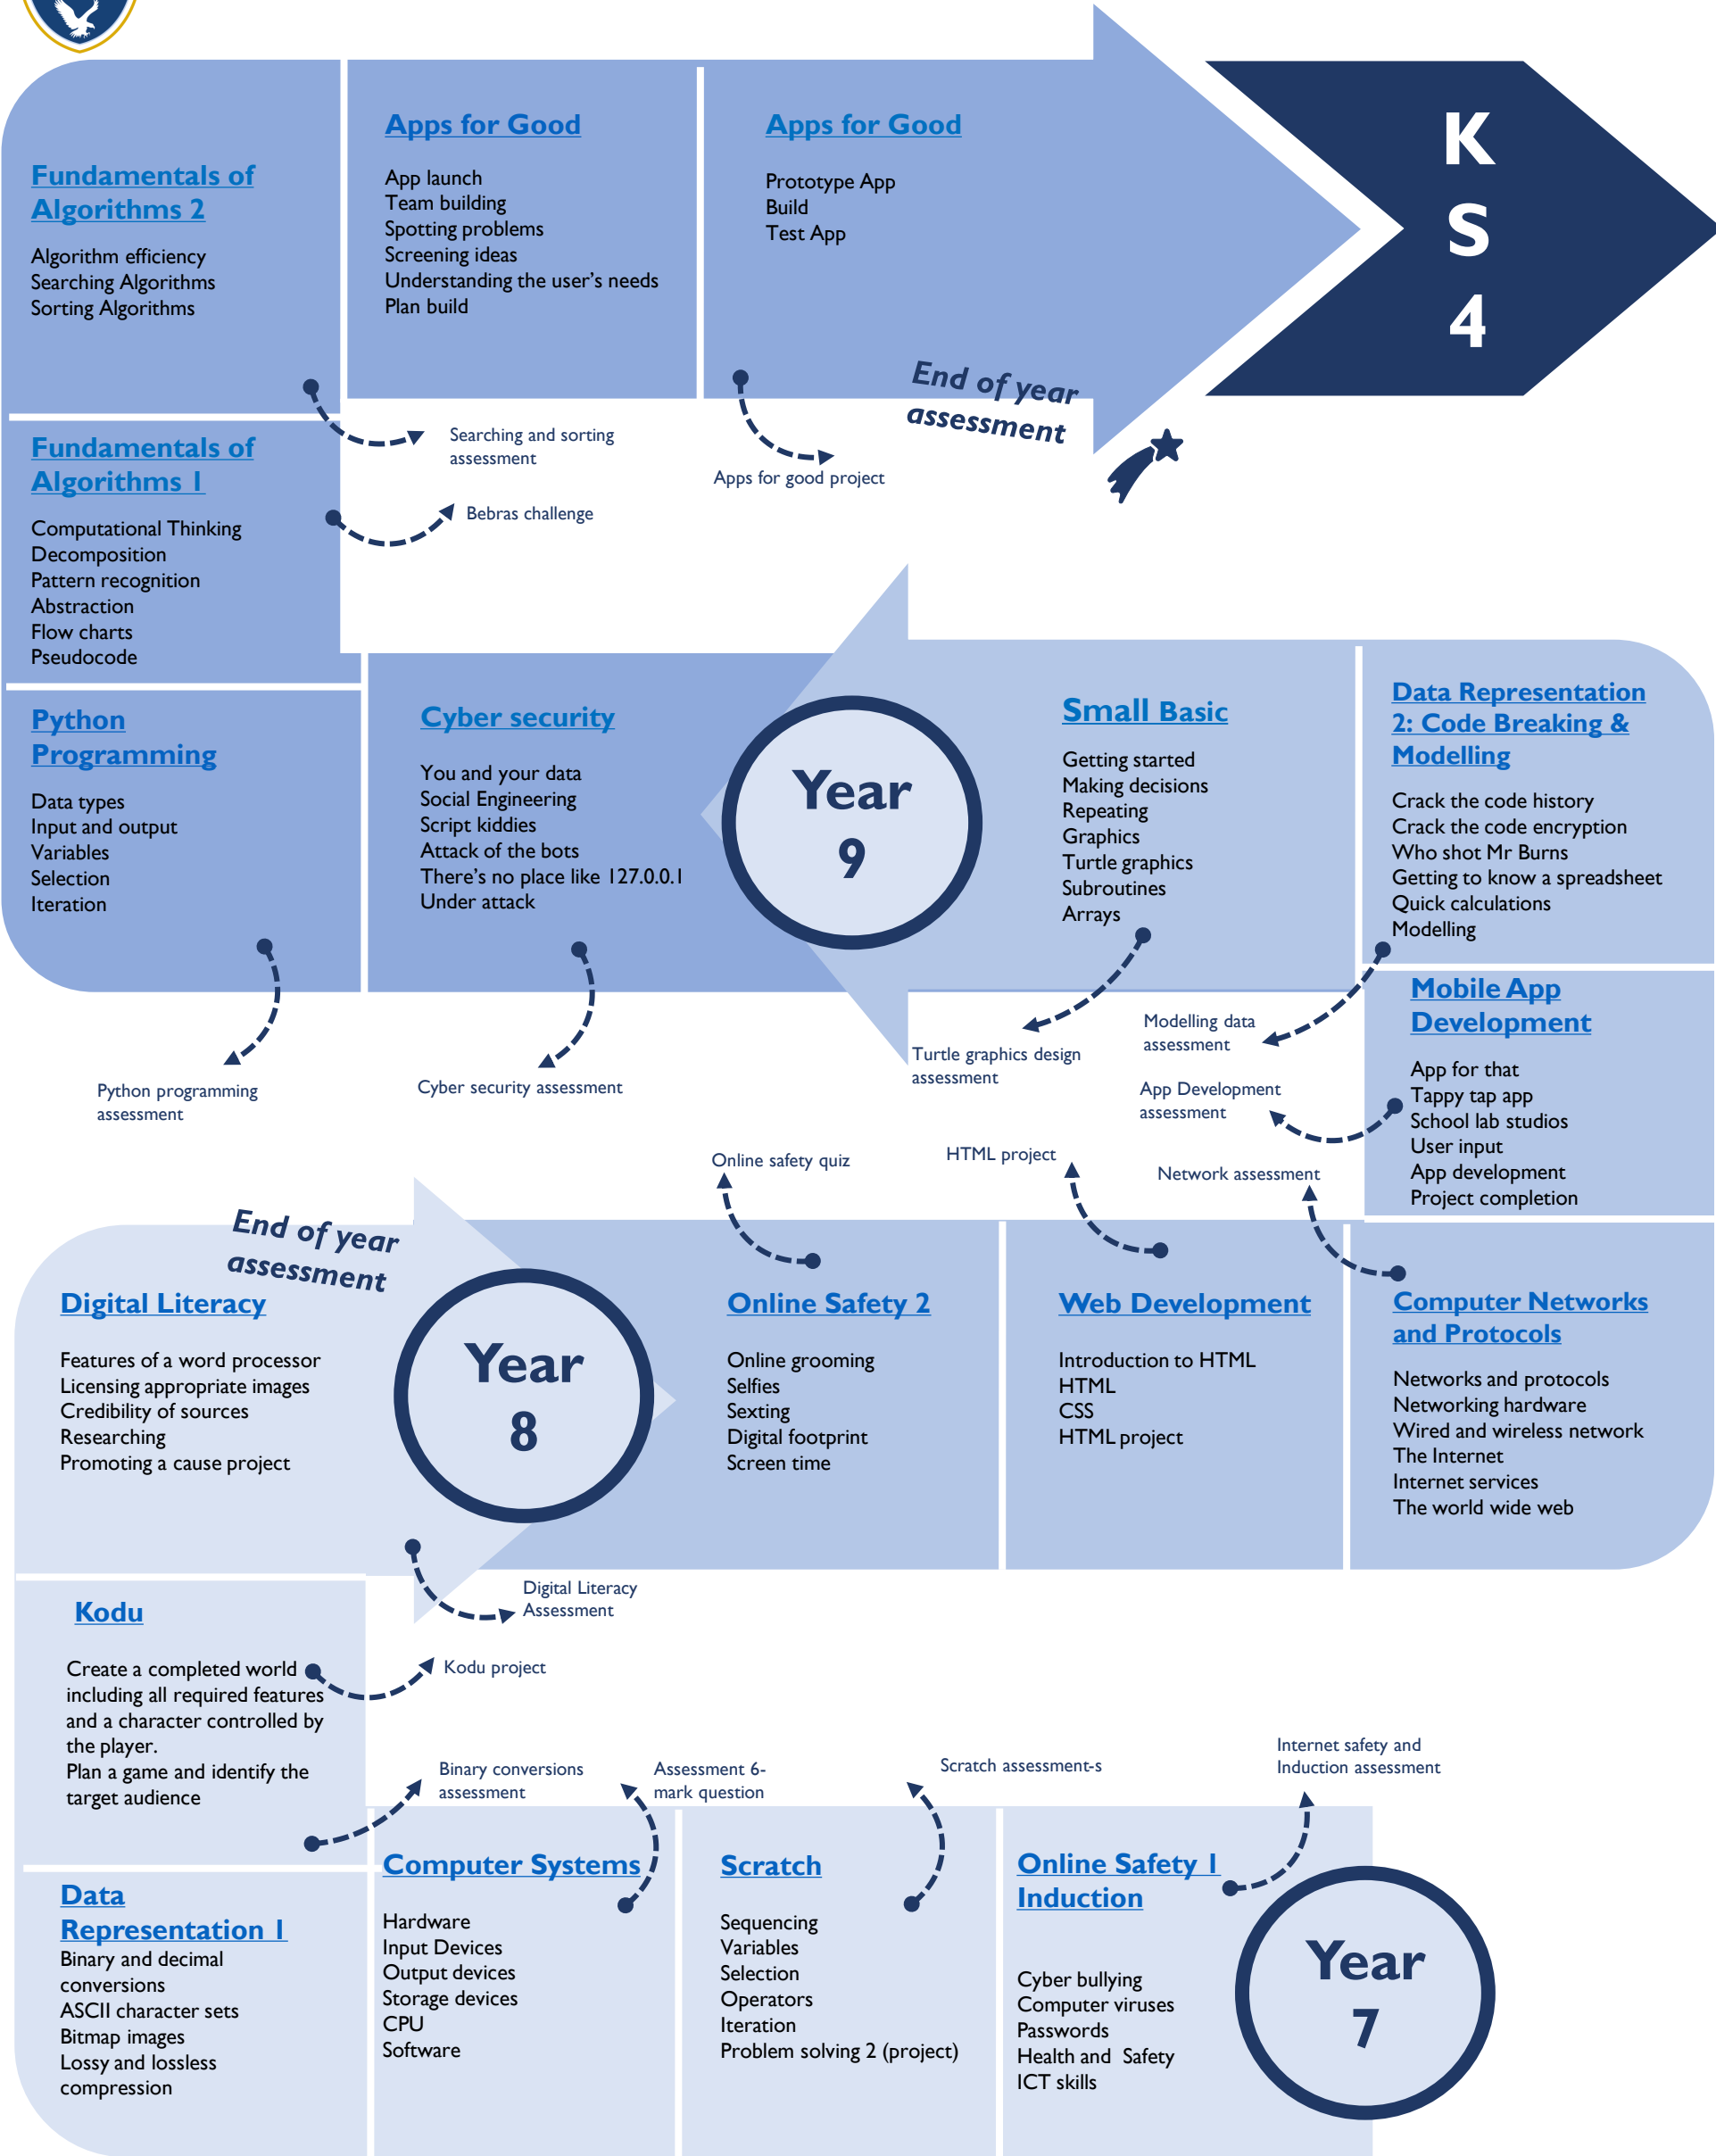 Fundamentals of
Algorithms 2
Algorithm efficiency
Searching Algorithms
Sorting Algorithms
Apps for Good
App launch
Team building
Spotting problems
Screening ideas
Understanding the user's needs
Plan build
Apps for Good
Prototype App
Build
Test App
K
S
4
End of year
assessment
Searching and sorting
assessment
Apps for good project
Fundamentals of
Algorithms 1
Computational Thinking
Decomposition
Pattern recognition
Abstraction
Flow charts
Pseudocode
Bebras challenge
Python
Programming
Data types
Input and output
Variables
Selection
Iteration
Cyber security
You and your data
Social Engineering
Script kiddies
Attack of the bots
There's no place like 127.0.0.1
Under attack
Year
9
Small Basic
Getting started
Making decisions
Repeating
Graphics
Turtle graphics
Subroutines
Arrays
Data Representation
2: Code Breaking &
Modelling
Crack the code history
Crack the code encryption
Who shot Mr Burns
Getting to know a spreadsheet
Quick calculations
Modelling
Python programming
assessment
Cyber security assessment
Turtle graphics design
assessment
Modelling data
assessment
App Development
assessment
Mobile App
Development
App for that
Tappy tap app
School lab studios
User input
App development
Project completion
Online safety quiz
HTML project
Network assessment
End of year
assessment
Digital Literacy
Features of a word processor
Licensing appropriate images
Credibility of sources
Researching
Promoting a cause project
Year
8
Online Safety 2
Online grooming
Selfies
Sexting
Digital footprint
Screen time
Web Development
Introduction to HTML
HTML
CSS
HTML project
Computer Networks
and Protocols
Networks and protocols
Networking hardware
Wired and wireless network
The Internet
Internet services
The world wide web
Digital Literacy
Assessment
Kodu
Create a completed world
including all required features
and a character controlled by
the player.
Plan a game and identify the
target audience
Kodu project
Binary conversions
assessment
Assessment 6-
mark question
Scratch assessment-s
Internet safety and
Induction assessment
Data
Representation 1
Binary and decimal
conversions
ASCII character sets
Bitmap images
Lossy and lossless
compression
Computer Systems
Hardware
Input Devices
Output devices
Storage devices
CPU
Software
Scratch
Sequencing
Variables
Selection
Operators
Iteration
Problem solving 2 (project)
Online Safety 1
Induction
Cyber bullying
Computer viruses
Passwords
Health and Safety
ICT skills
Year
7